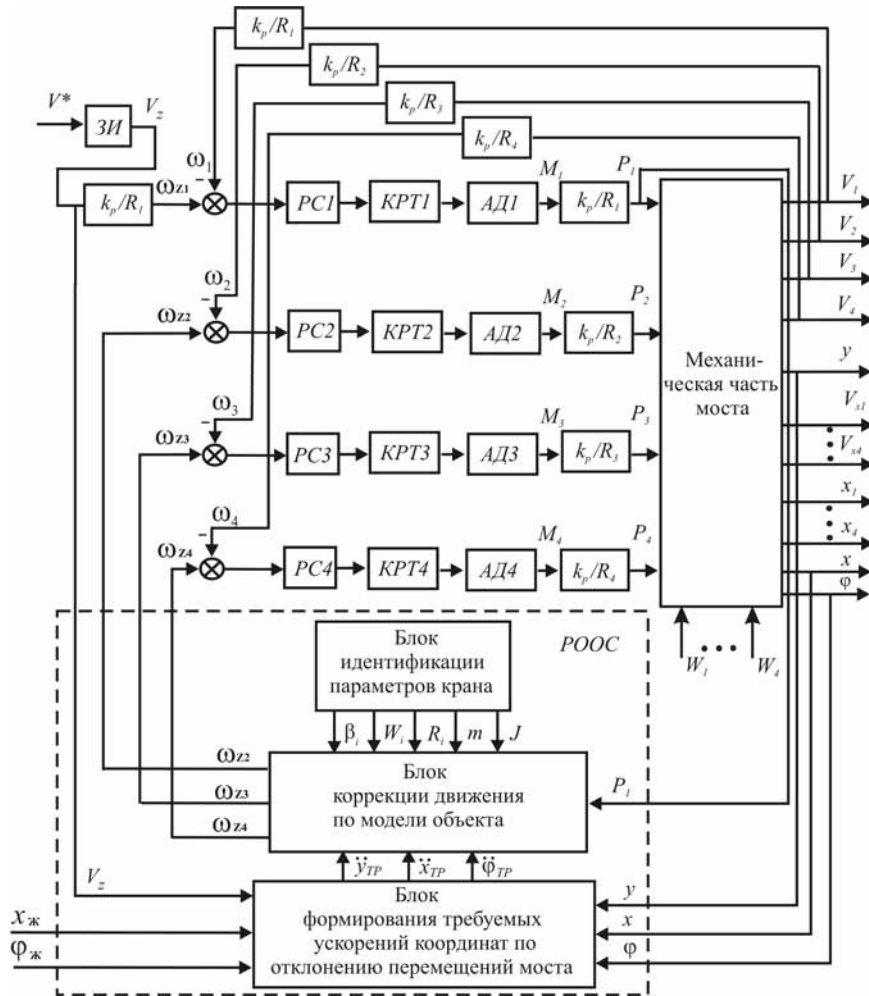 k_p/R_1
k_p/R_2
k_p/R_3
k_p/R_4
V*
ЗИ
V_z
ω_1
-
ω_z1
k_p/R_1
РС1
КРТ1
АД1
M_1
k_p/R_1
P_1
V_1
V_2
V_3
V_4
y
V_x1
V_x4
x_1
x_4
x
φ
ω_2
-
ω_z2
РС2
КРТ2
АД2
M_2
k_p/R_2
P_2
Механи-
ческая часть
моста
ω_3
-
ω_z3
РС3
КРТ3
АД3
M_3
k_p/R_3
P_3
ω_4
-
ω_z4
РС4
КРТ4
АД4
M_4
k_p/R_4
P_4
W_1
W_4
РООС
Блок
идентификации
параметров крана
β_i
W_i
R_i
m
J
ω_z2
ω_z3
ω_z4
Блок
коррекции движения
по модели объекта
P_1
ÿ_ТР
ẍ_ТР
φ̈_ТР
V_z
x_ж
φ_ж
Блок
формирования требуемых
ускорений координат по
отклонению перемещений моста
y
x
φ